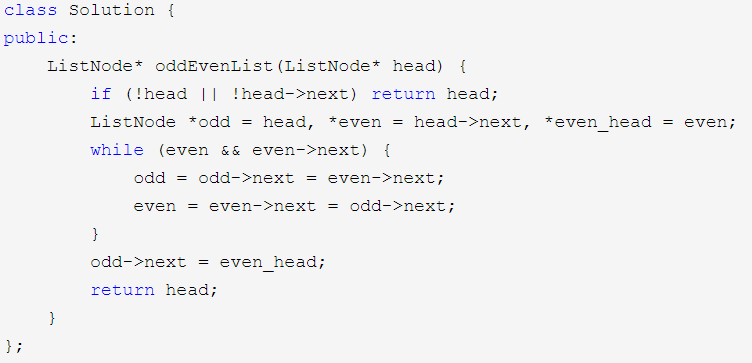 class Solution {
public:
    ListNode* oddEvenList(ListNode* head) {
        if (!head || !head->next) return head;
        ListNode *odd = head, *even = head->next, *even_head = even;
        while (even && even->next) {
            odd = odd->next = even->next;
            even = even->next = odd->next;
        }
        odd->next = even_head;
        return head;
    }
};